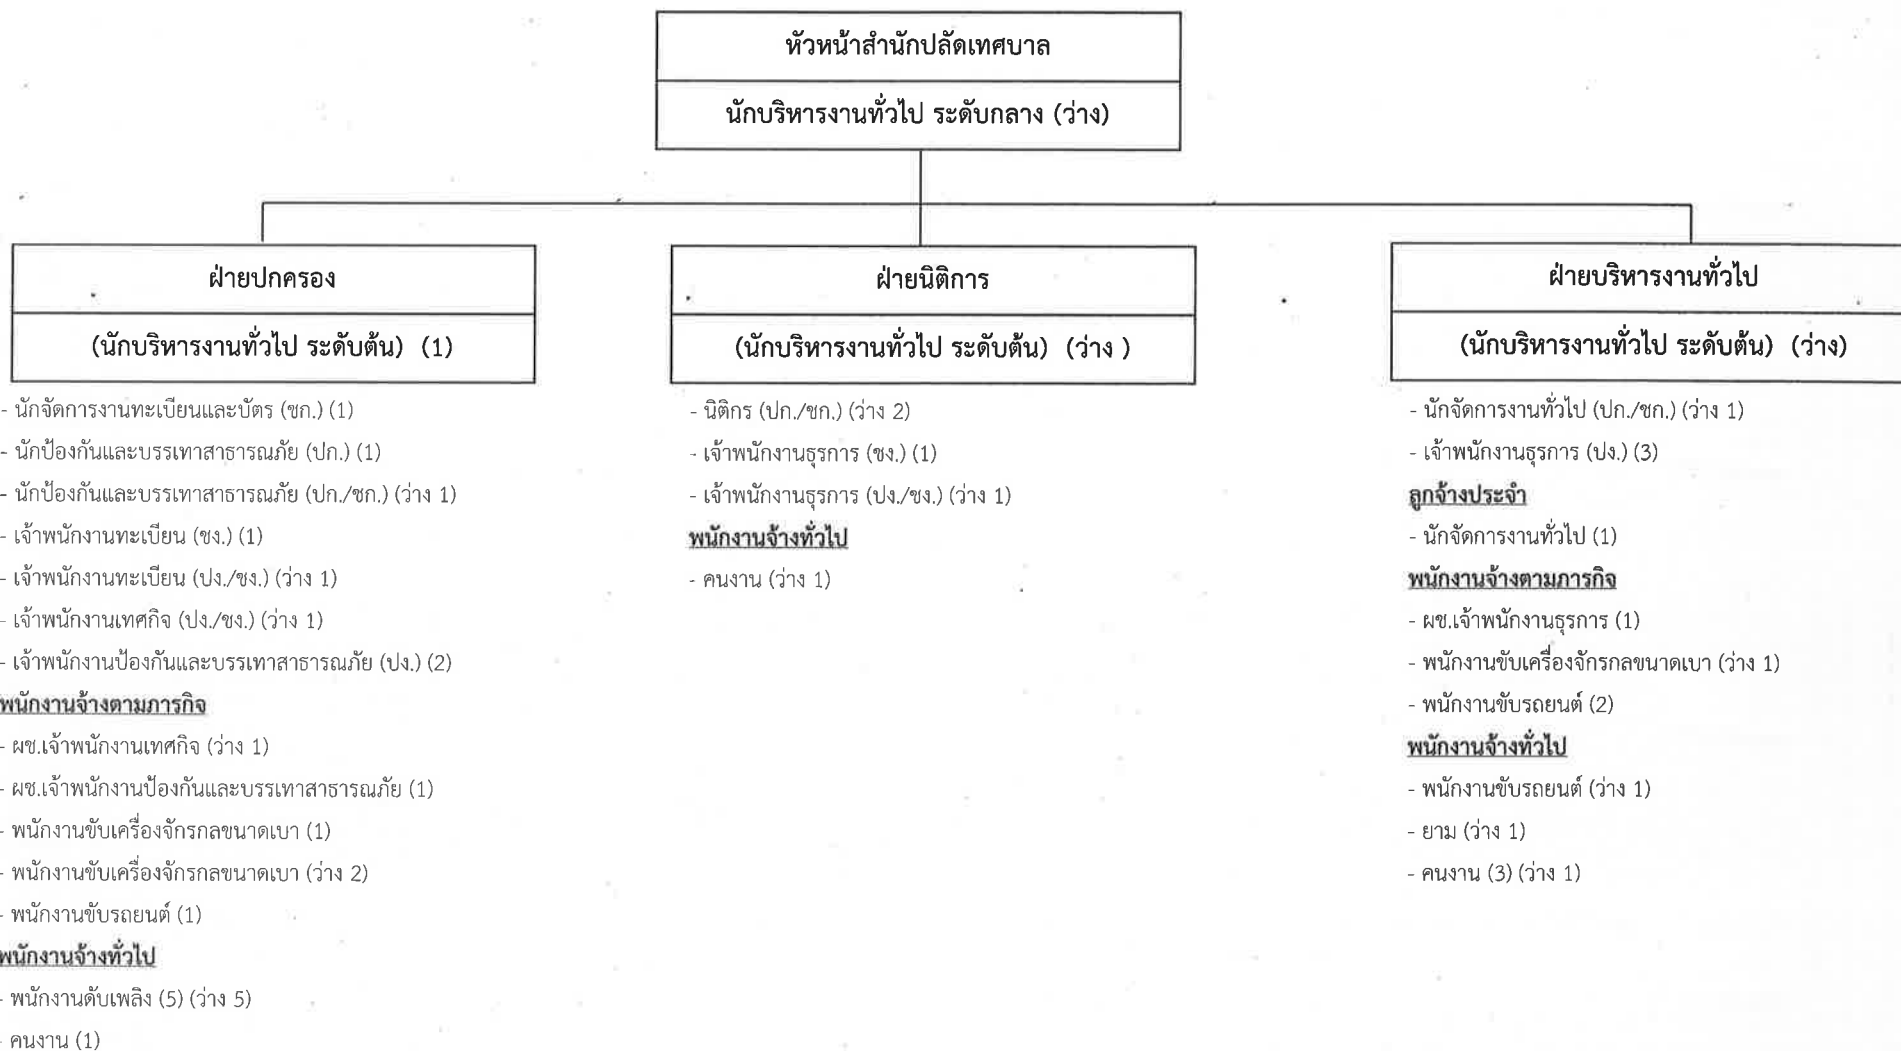 หัวหน้าสำนักปลัดเทศบาล
นักบริหารงานทั่วไป ระดับกลาง (ว่าง)
ฝ่ายปกครอง
(นักบริหารงานทั่วไป ระดับต้น) (1)
- นักจัดการงานทะเบียนและบัตร (ชก.) (1)
- นักป้องกันและบรรเทาสาธารณภัย (ปก.) (1)
- นักป้องกันและบรรเทาสาธารณภัย (ปก./ชก.) (ว่าง 1)
- เจ้าพนักงานทะเบียน (ชง.) (1)
- เจ้าพนักงานทะเบียน (ปง./ชง.) (ว่าง 1)
- เจ้าพนักงานเทศกิจ (ปง./ชง.) (ว่าง 1)
- เจ้าพนักงานป้องกันและบรรเทาสาธารณภัย (ปง.) (2)
พนักงานจ้างตามภารกิจ
- ผช.เจ้าพนักงานเทศกิจ (ว่าง 1)
- ผช.เจ้าพนักงานป้องกันและบรรเทาสาธารณภัย (1)
- พนักงานขับเครื่องจักรกลขนาดเบา (1)
- พนักงานขับเครื่องจักรกลขนาดเบา (ว่าง 2)
- พนักงานขับรถยนต์ (1)
พนักงานจ้างทั่วไป
- พนักงานดับเพลิง (5) (ว่าง 5)
- คนงาน (1)
ฝ่ายนิติการ
(นักบริหารงานทั่วไป ระดับต้น) (ว่าง )
- นิติกร (ปก./ชก.) (ว่าง 2)
- เจ้าพนักงานธุรการ (ชง.) (1)
- เจ้าพนักงานธุรการ (ปง./ชง.) (ว่าง 1)
พนักงานจ้างทั่วไป
- คนงาน (ว่าง 1)
ฝ่ายบริหารงานทั่วไป
(นักบริหารงานทั่วไป ระดับต้น) (ว่าง)
- นักจัดการงานทั่วไป (ปก./ชก.) (ว่าง 1)
- เจ้าพนักงานธุรการ (ปง.) (3)
ลูกจ้างประจำ
- นักจัดการงานทั่วไป (1)
พนักงานจ้างตามภารกิจ
- ผช.เจ้าพนักงานธุรการ (1)
- พนักงานขับเครื่องจักรกลขนาดเบา (ว่าง 1)
- พนักงานขับรถยนต์ (2)
พนักงานจ้างทั่วไป
- พนักงานขับรถยนต์ (ว่าง 1)
- ยาม (ว่าง 1)
- คนงาน (3) (ว่าง 1)